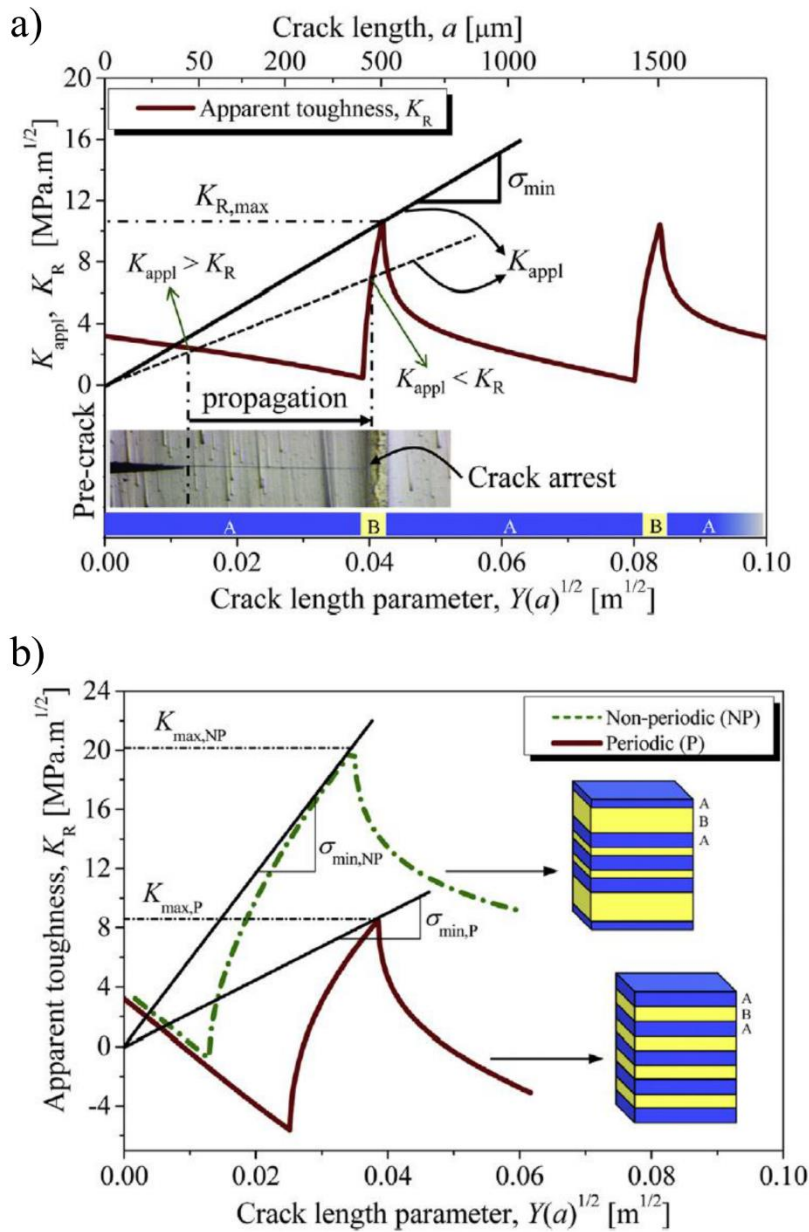 a)
Crack length, a [μm]
0 50 100 200 500 1000 1500
20
16
12
8
4
0
Apparent toughness, K_R
σ_min
K_R,max
K_appl > K_R
K_appl
K_appl < K_R
K_appl, K_R [MPa.m^1/2]
Pre-crack
propagation
Crack arrest
A B A B A
0.00 0.02 0.04 0.06 0.08 0.10
Crack length parameter, Y(a)^1/2 [m^1/2]
b)
24
20
16
12
8
4
0
-4
Apparent toughness, K_R [MPa.m^1/2]
Non-periodic (NP)
Periodic (P)
K_max,NP
σ_min,NP
K_max,P
σ_min,P
A
B
A
A
B
A
0.00 0.02 0.04 0.06 0.08 0.10
Crack length parameter, Y(a)^1/2 [m^1/2]